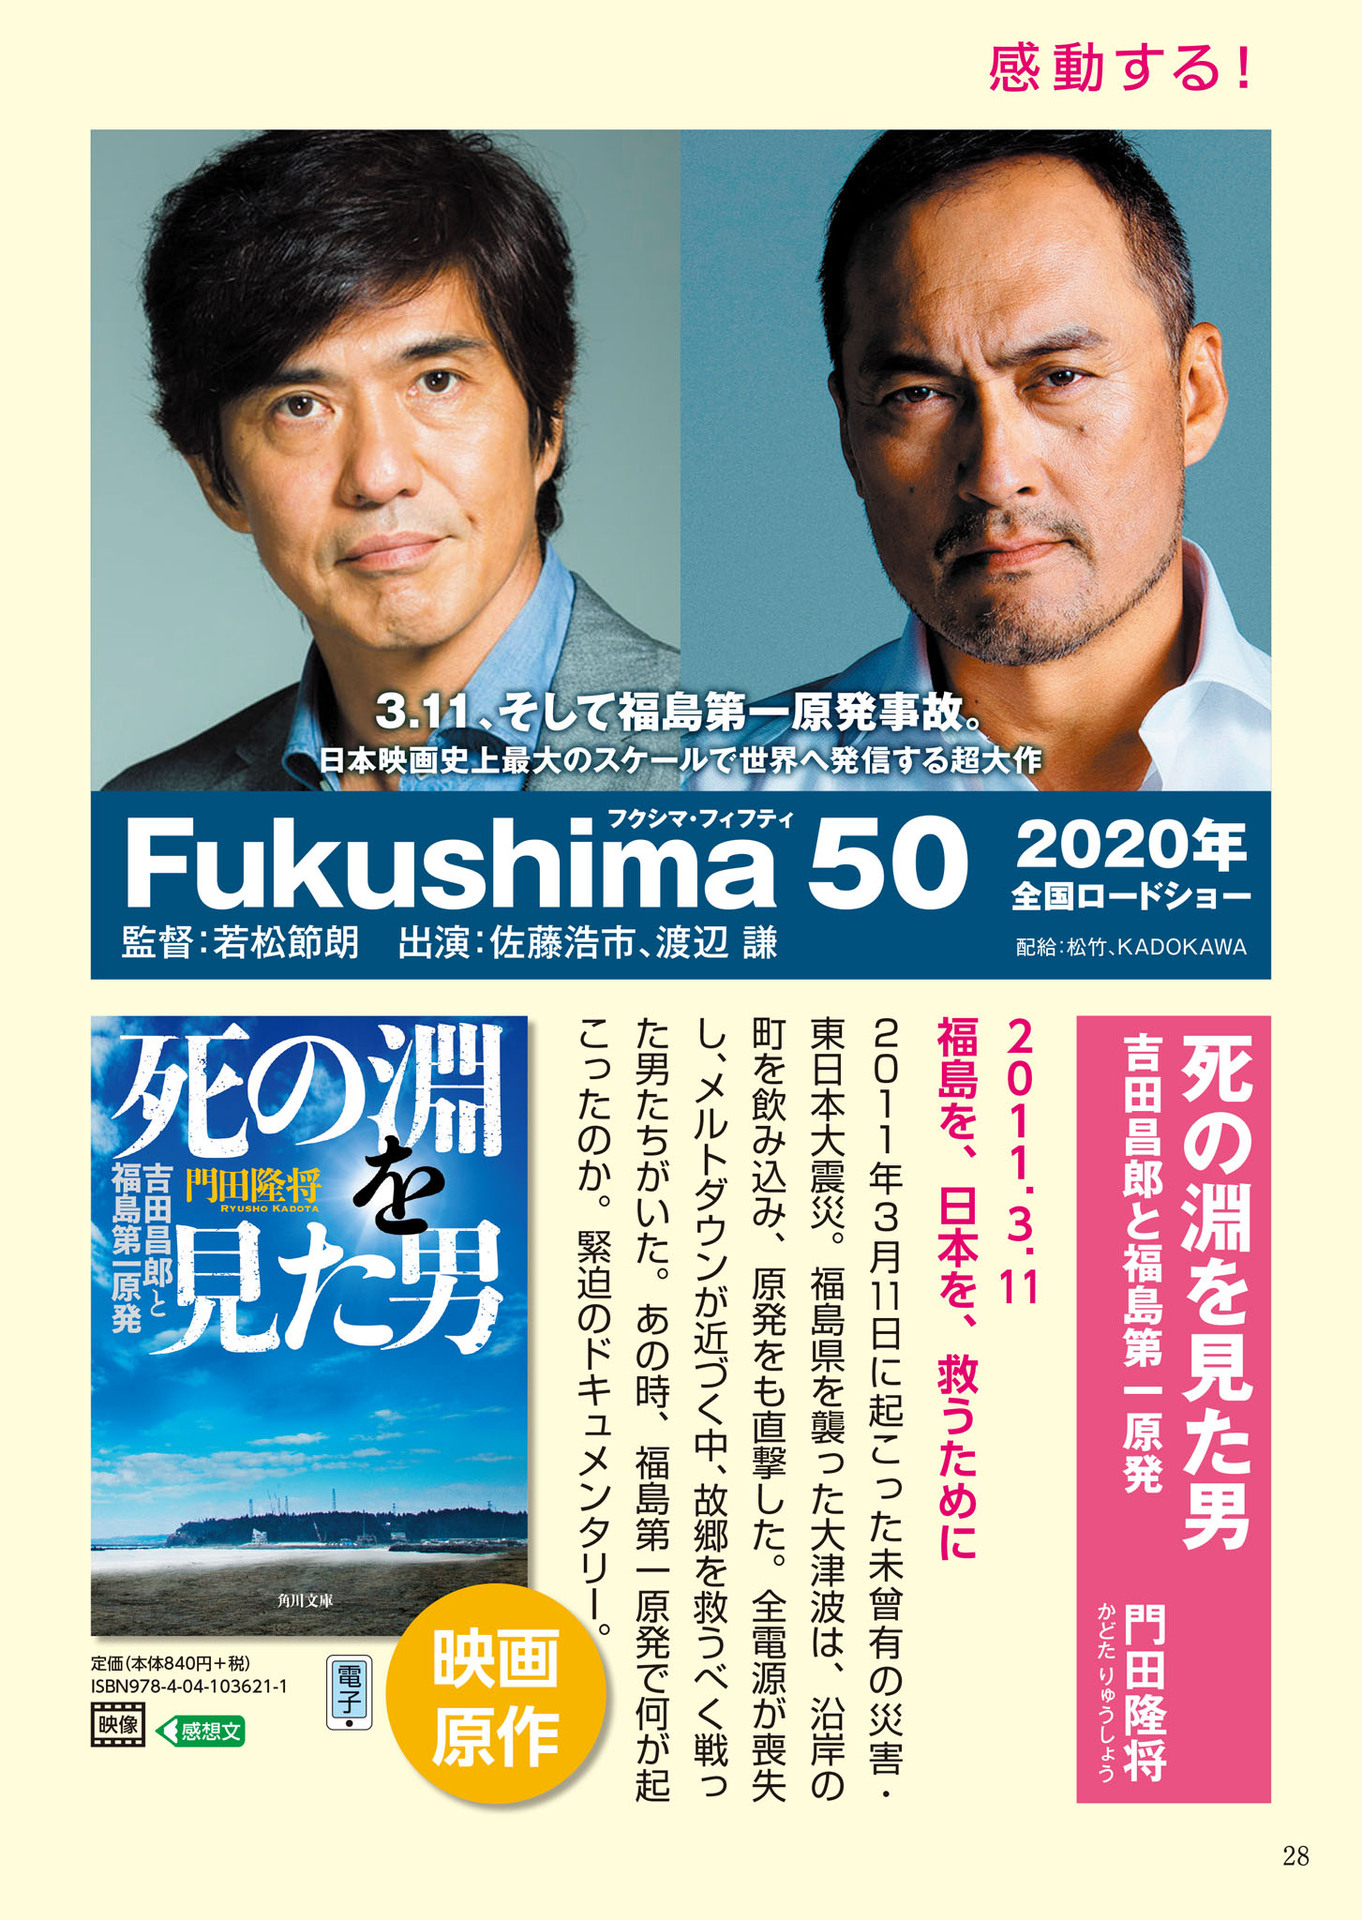 感動する!
3.11、そして福島第一原発事故。
日本映画史上最大のスケールで世界へ発信する超大作
フクシマ・フィフティ
Fukushima 50
2020年
全国ロードショー
監督:若松節朗 出演:佐藤浩市、渡辺 謙
配給:松竹、KADOKAWA
死の淵を見た男
吉田昌郎と福島第一原発
門田隆将
かどた りゅうしょう
2011.3.11
福島を、日本を、救うために
2011年3月11日に起こった未曾有の災害・
東日本大震災。福島県を襲った大津波は、沿岸の
町を飲み込み、原発をも直撃した。全電源が喪失
し、メルトダウンが近づく中、故郷を救うべく戦っ
た男たちがいた。あの時、福島第一原発で何が起
こったのか。緊迫のドキュメンタリー。
死の淵
を
見た男
門田隆将
RYUSHO KADOTA
吉田昌郎と
福島第一原発
角川文庫
映画
原作
定価(本体840円+税)
ISBN978-4-04-103621-1
電子
映像
感想文
28